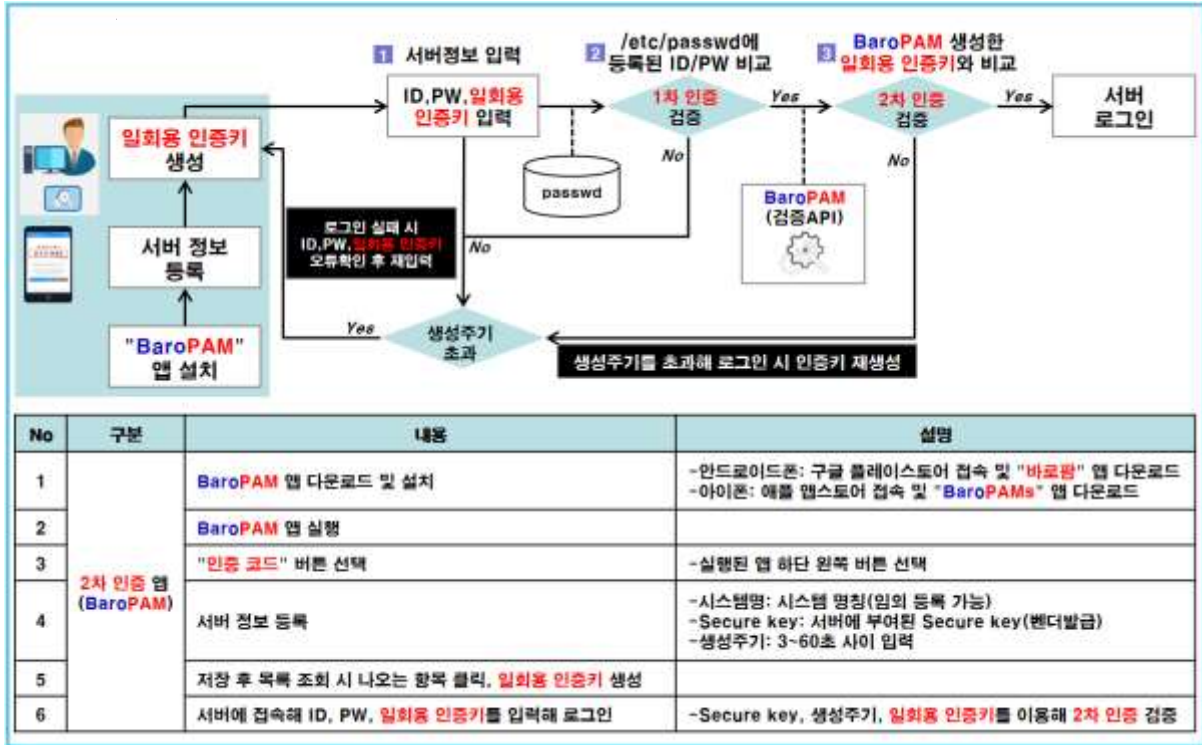 1 서버정보 입력
2 /etc/passwd에
등록된 ID/PW 비교
3 BaroPAM 생성한
일회용 인증키와 비교
일회용 인증키
생성
ID,PW,일회용
인증키 입력
1차 인증
검증
Yes
2차 인증
검증
Yes
서버
로그인
No
No
passwd
BaroPAM
(검증API)
서버 정보
등록
로그인 실패 시
ID,PW,일회용 인증키
오류확인 후 재입력
No
"BaroPAM"
앱 설치
Yes
생성주기
초과
생성주기를 초과해 로그인 시 인증키 재생성
No 구분 내용 설명
1 BaroPAM 앱 다운로드 및 설치 -안드로이드폰: 구글 플레이스토어 접속 및 "바로팜" 앱 다운로드
-아이폰: 애플 앱스토어 접속 및 "BaroPAMs" 앱 다운로드
2 BaroPAM 앱 실행
3 "인증 코드" 버튼 선택 -실행된 앱 하단 왼쪽 버튼 선택
2차 인증 앱
(BaroPAM)
4 서버 정보 등록 -시스템명: 시스템 명칭(임외 등록 가능)
-Secure key: 서버에 부여된 Secure key(벤더발급)
-생성주기: 3~60초 사이 입력
5 저장 후 목록 조회 시 나오는 항목 클릭, 일회용 인증키 생성
6 서버에 접속해 ID, PW, 일회용 인증키를 입력해 로그인 -Secure key, 생성주기, 일회용 인증키를 이용해 2차 인증 검증